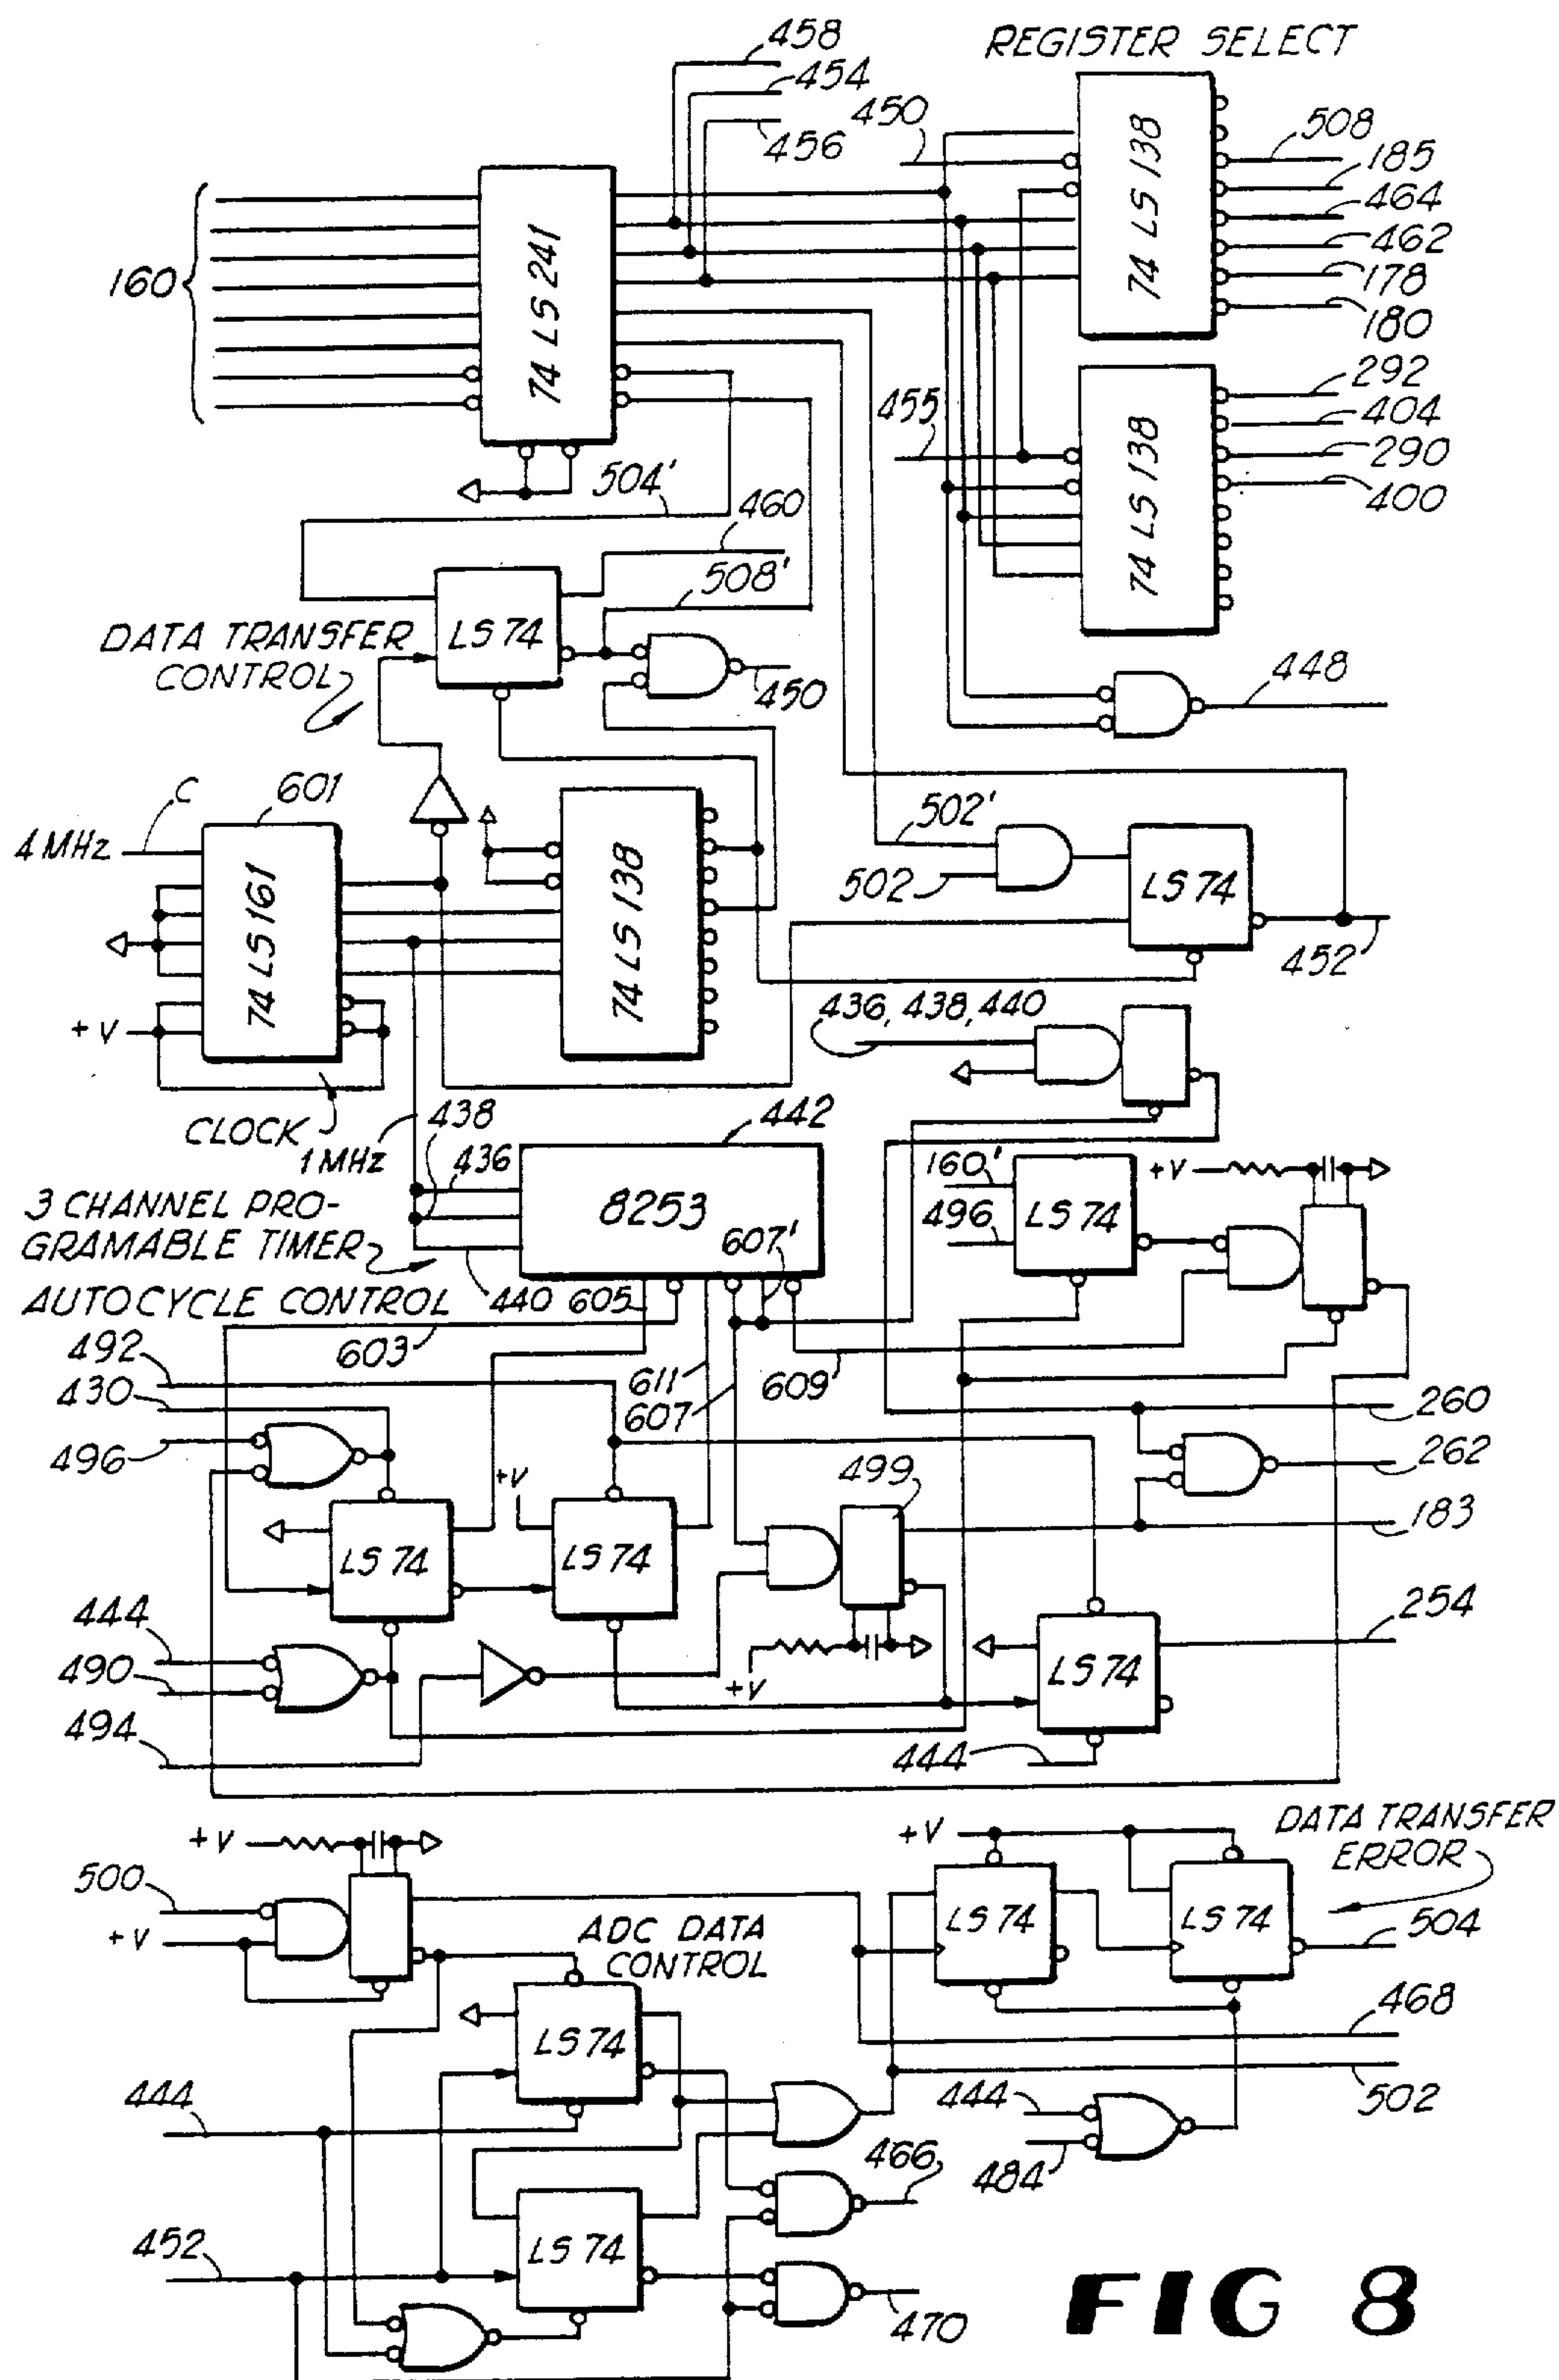 458
REGISTER SELECT
454
450
456
508
185
464
462
178
180
160
74 LS 241
74 LS 138
292
404
290
400
455
74 LS 138
504'
460
508'
DATA TRANSFER
CONTROL
LS 74
450
448
C
601
4 MHz
74 LS 161
74 LS 138
502'
502
LS 74
452
+V
436, 438, 440
CLOCK
1 MHz
438
442
436
8253
607'
160'
496
LS 74
+V
3 CHANNEL PRO-
GRAMABLE TIMER
440
605
AUTOCYCLE CONTROL
603
492
611
609
430
607
260
496
262
+V
499
183
LS 74
LS 74
444
254
490
+V
LS 74
494
444
+V
+V
DATA TRANSFER
ERROR
500
+V
ADC DATA
CONTROL
LS 74
LS 74
504
468
LS 74
444
444
502
484
466
452
LS 74
470
FIG 8